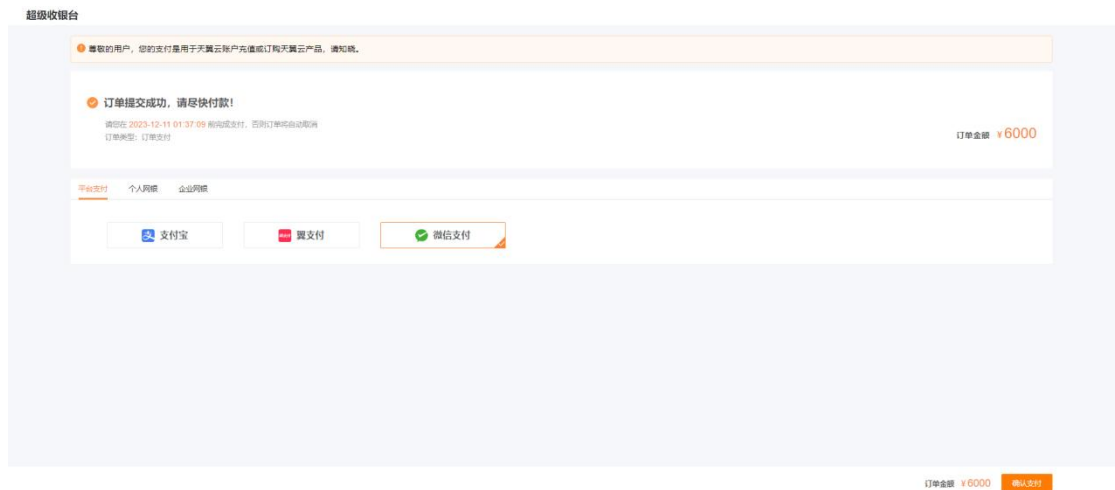 超级收银台
尊敬的用户，您的支付是用于天翼云账户充值或订购天翼云产品，请知晓。
订单提交成功，请尽快付款！
请您在 2023-12-11 01:37:09 前完成支付，否则订单将自动取消
订单类型：订单支付
订单金额 ¥6000
平台支付 个人网银 企业网银
支付宝 翼支付 微信支付
订单金额 ¥6000 确认支付